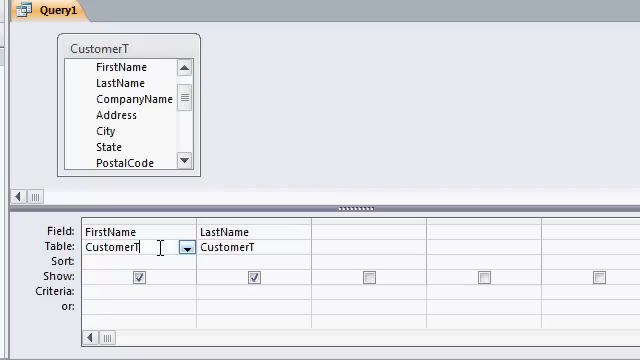 Query1
CustomerT
FirstName
LastName
CompanyName
Address
City
State
PostalCode
Field: FirstName LastName
Table: CustomerT CustomerT
Sort:
Show:
Criteria:
or: